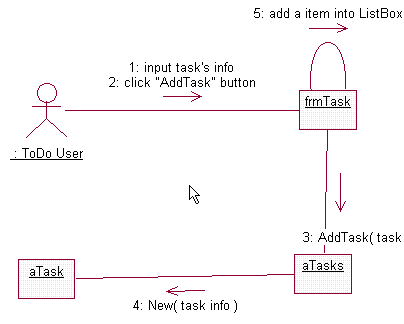 5: add a item into ListBox
1: input task's info
2: click "AddTask" button
frmTask
: ToDo User
3: AddTask( task
aTask
aTasks
4: New( task info )